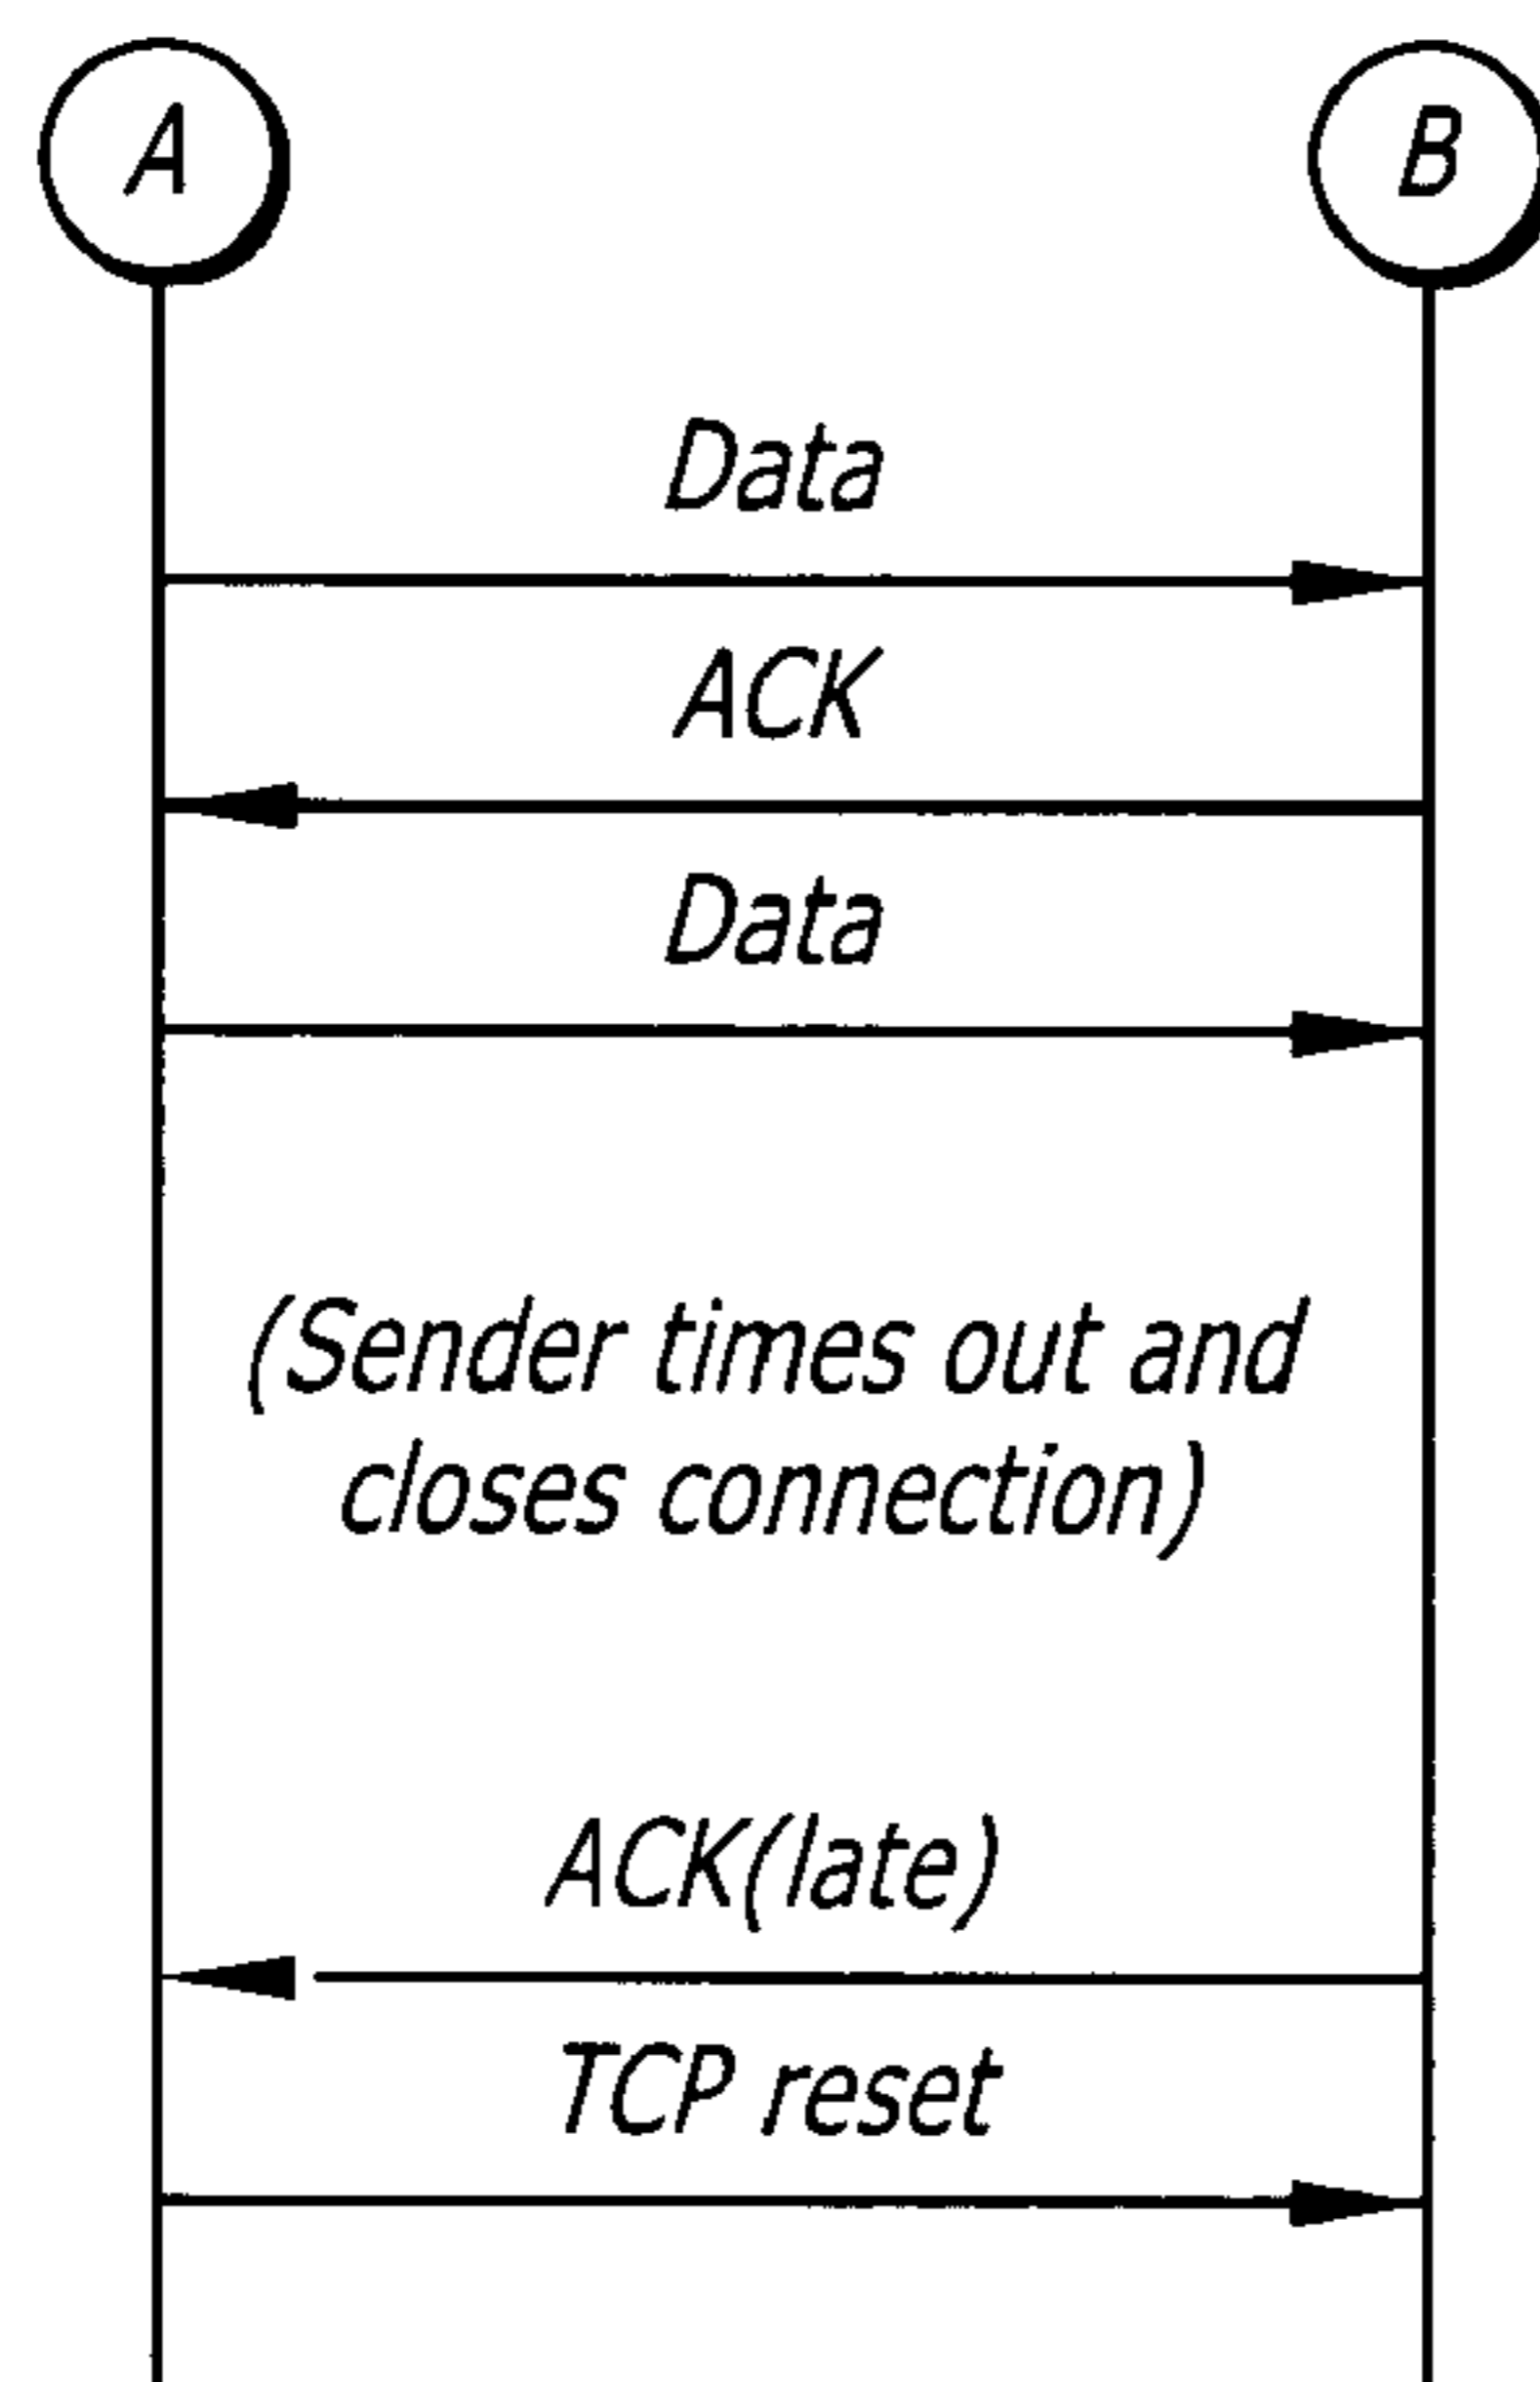 A
B
Data
ACK
Data
(Sender times out and
closes connection)
ACK(late)
TCP reset